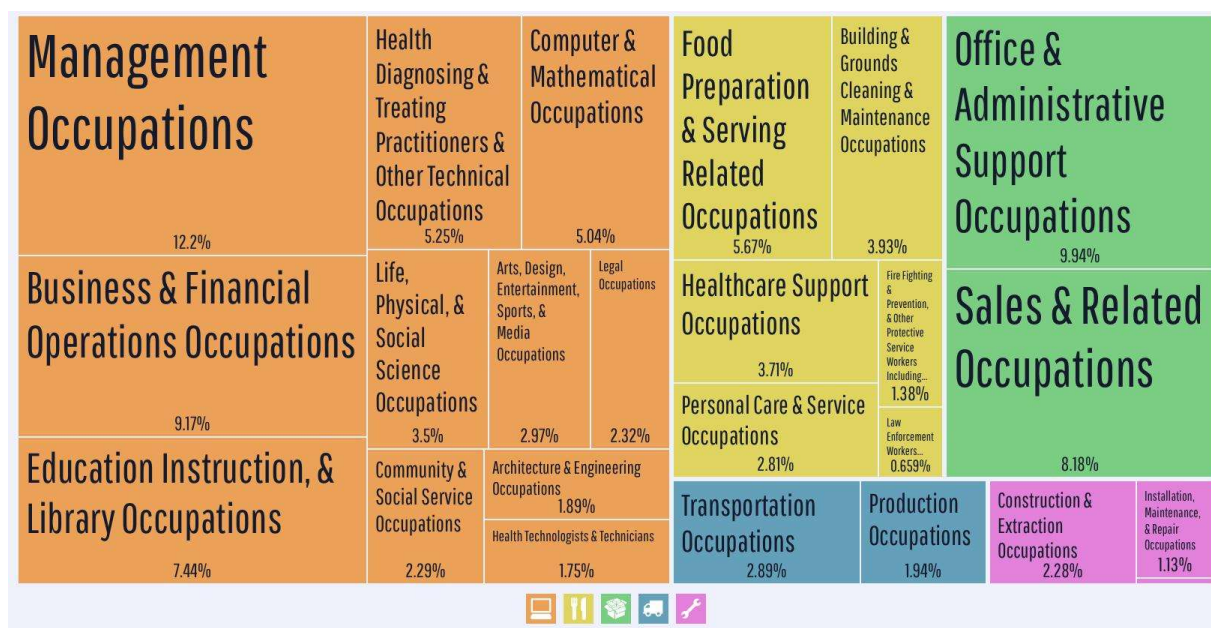 Management
Occupations
12.2%
Business & Financial
Operations Occupations
9.17%
Education Instruction, &
Library Occupations
7.44%
Health
Diagnosing &
Treating
Practitioners &
Other Technical
Occupations
5.25%
Computer &
Mathematical
Occupations
5.04%
Life,
Physical, &
Social
Science
Occupations
3.5%
Arts, Design,
Entertainment,
Sports, &
Media
Occupations
2.97%
Legal
Occupations
2.32%
Community &
Social Service
Occupations
2.29%
Architecture & Engineering
Occupations
1.89%
Health Technologists & Technicians
1.75%
Food
Preparation
& Serving
Related
Occupations
5.67%
Building &
Grounds
Cleaning &
Maintenance
Occupations
3.93%
Healthcare Support
Occupations
3.71%
Fire Fighting
&
Prevention,
& Other
Protective
Service
Workers
Including...
1.38%
Personal Care & Service
Occupations
2.81%
Law
Enforcement
Workers...
0.659%
Office &
Administrative
Support
Occupations
9.94%
Sales & Related
Occupations
8.18%
Transportation
Occupations
2.89%
Production
Occupations
1.94%
Construction &
Extraction
Occupations
2.28%
Installation,
Maintenance,
& Repair
Occupations
1.13%